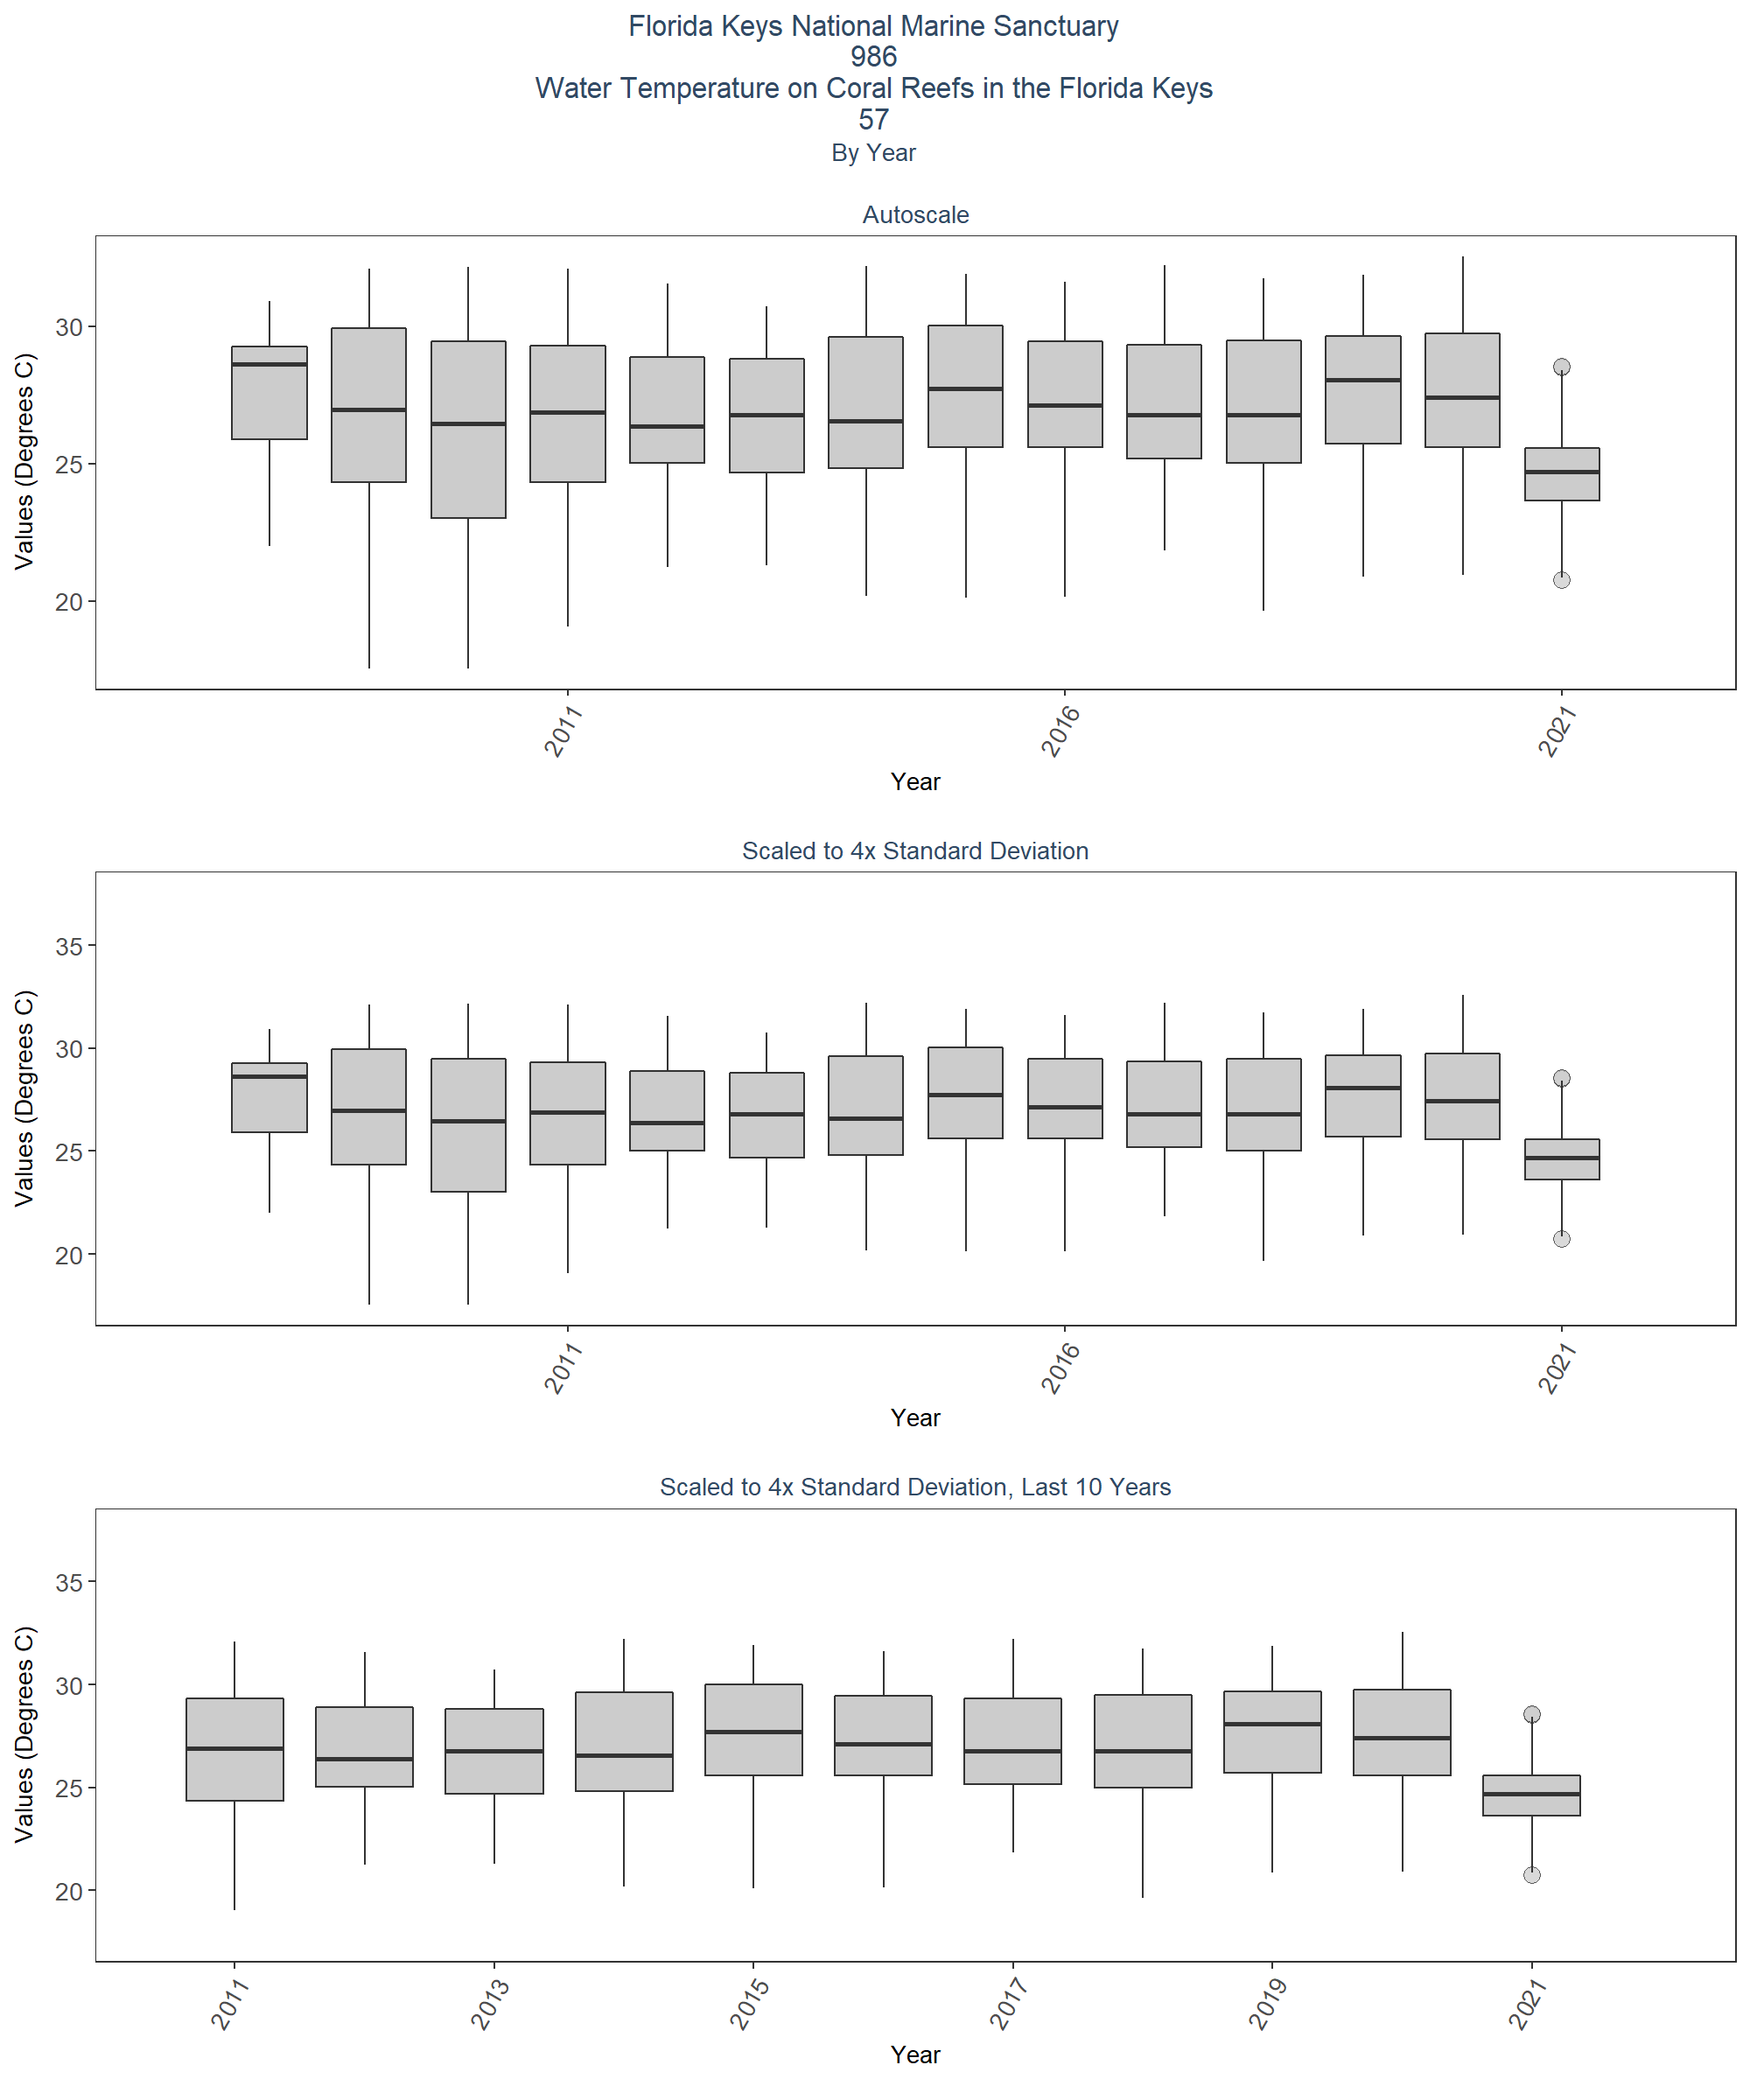 Florida Keys National Marine Sanctuary
986
Water Temperature on Coral Reefs in the Florida Keys
57
By Year
Autoscale
Values (Degrees C)
30
25
20
2011
2016
2021
Year
Scaled to 4x Standard Deviation
Values (Degrees C)
35
30
25
20
2011
2016
2021
Year
Scaled to 4x Standard Deviation, Last 10 Years
Values (Degrees C)
35
30
25
20
2011
2013
2015
2017
2019
2021
Year